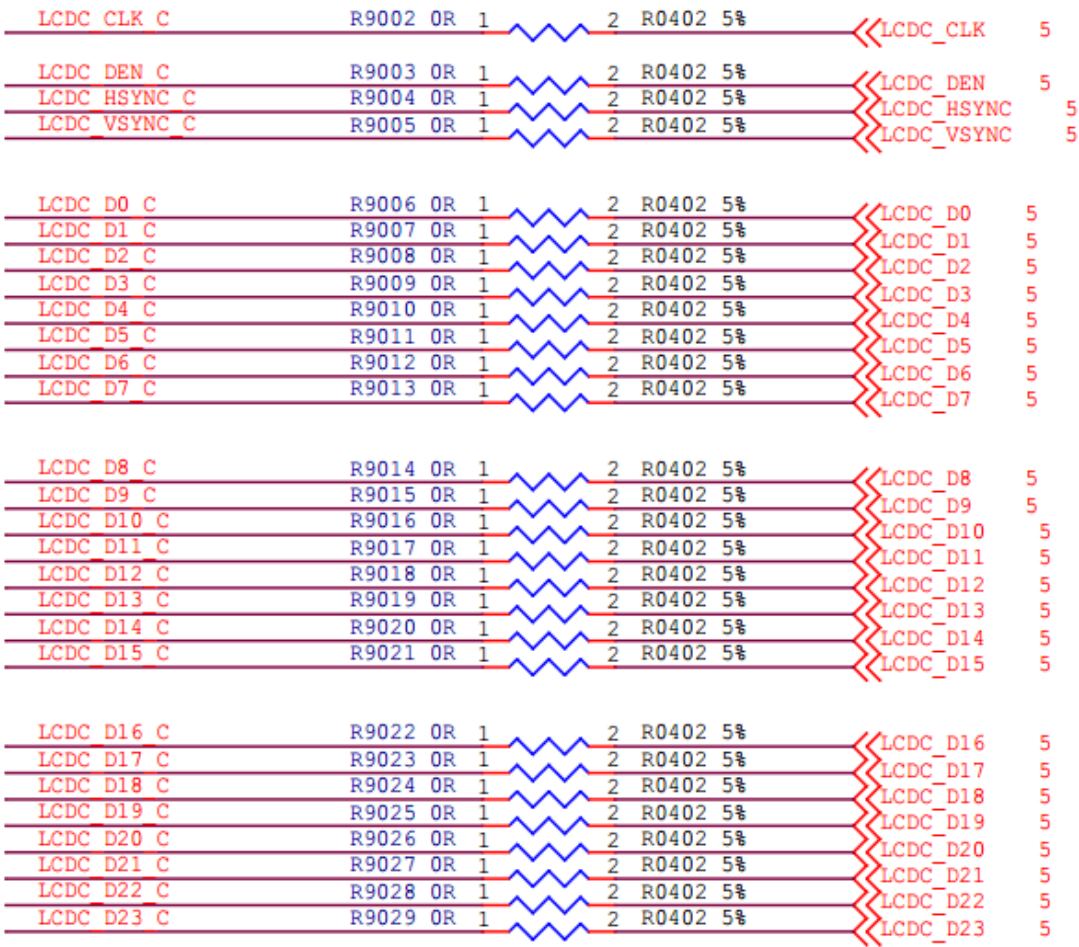 LCDC_CLK_C R9002 0R 1 2 R0402 5% LCDC_CLK 5
LCDC_DEN_C R9003 0R 1 2 R0402 5% LCDC_DEN 5
LCDC_HSYNC_C R9004 0R 1 2 R0402 5% LCDC_HSYNC 5
LCDC_VSYNC_C R9005 0R 1 2 R0402 5% LCDC_VSYNC 5
LCDC_D0_C R9006 0R 1 2 R0402 5% LCDC_D0 5
LCDC_D1_C R9007 0R 1 2 R0402 5% LCDC_D1 5
LCDC_D2_C R9008 0R 1 2 R0402 5% LCDC_D2 5
LCDC_D3_C R9009 0R 1 2 R0402 5% LCDC_D3 5
LCDC_D4_C R9010 0R 1 2 R0402 5% LCDC_D4 5
LCDC_D5_C R9011 0R 1 2 R0402 5% LCDC_D5 5
LCDC_D6_C R9012 0R 1 2 R0402 5% LCDC_D6 5
LCDC_D7_C R9013 0R 1 2 R0402 5% LCDC_D7 5
LCDC_D8_C R9014 0R 1 2 R0402 5% LCDC_D8 5
LCDC_D9_C R9015 0R 1 2 R0402 5% LCDC_D9 5
LCDC_D10_C R9016 0R 1 2 R0402 5% LCDC_D10 5
LCDC_D11_C R9017 0R 1 2 R0402 5% LCDC_D11 5
LCDC_D12_C R9018 0R 1 2 R0402 5% LCDC_D12 5
LCDC_D13_C R9019 0R 1 2 R0402 5% LCDC_D13 5
LCDC_D14_C R9020 0R 1 2 R0402 5% LCDC_D14 5
LCDC_D15_C R9021 0R 1 2 R0402 5% LCDC_D15 5
LCDC_D16_C R9022 0R 1 2 R0402 5% LCDC_D16 5
LCDC_D17_C R9023 0R 1 2 R0402 5% LCDC_D17 5
LCDC_D18_C R9024 0R 1 2 R0402 5% LCDC_D18 5
LCDC_D19_C R9025 0R 1 2 R0402 5% LCDC_D19 5
LCDC_D20_C R9026 0R 1 2 R0402 5% LCDC_D20 5
LCDC_D21_C R9027 0R 1 2 R0402 5% LCDC_D21 5
LCDC_D22_C R9028 0R 1 2 R0402 5% LCDC_D22 5
LCDC_D23_C R9029 0R 1 2 R0402 5% LCDC_D23 5